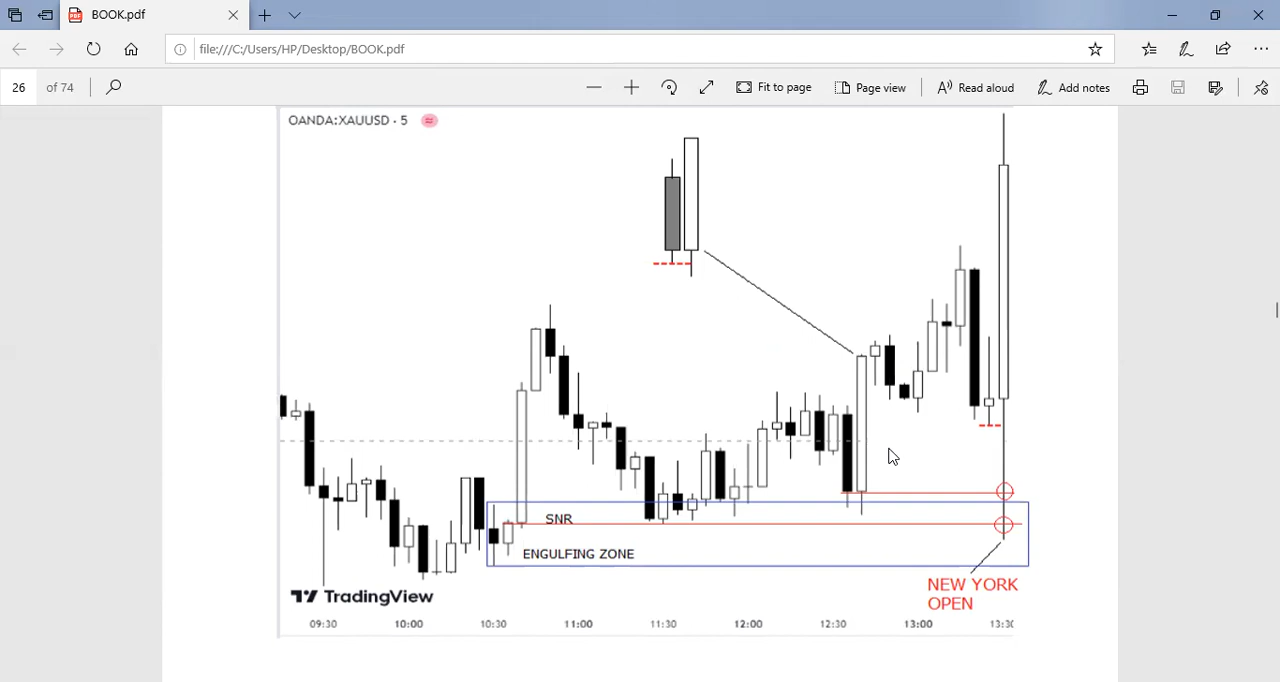 BOOK.pdf
file:///C:/Users/HP/Desktop/BOOK.pdf
26 of 74
Fit to page
Page view
Read aloud
Add notes
OANDA:XAUUSD · 5
SNR
ENGULFING ZONE
NEW YORK
OPEN
TradingView
09:30 10:00 10:30 11:00 11:30 12:00 12:30 13:00 13:30